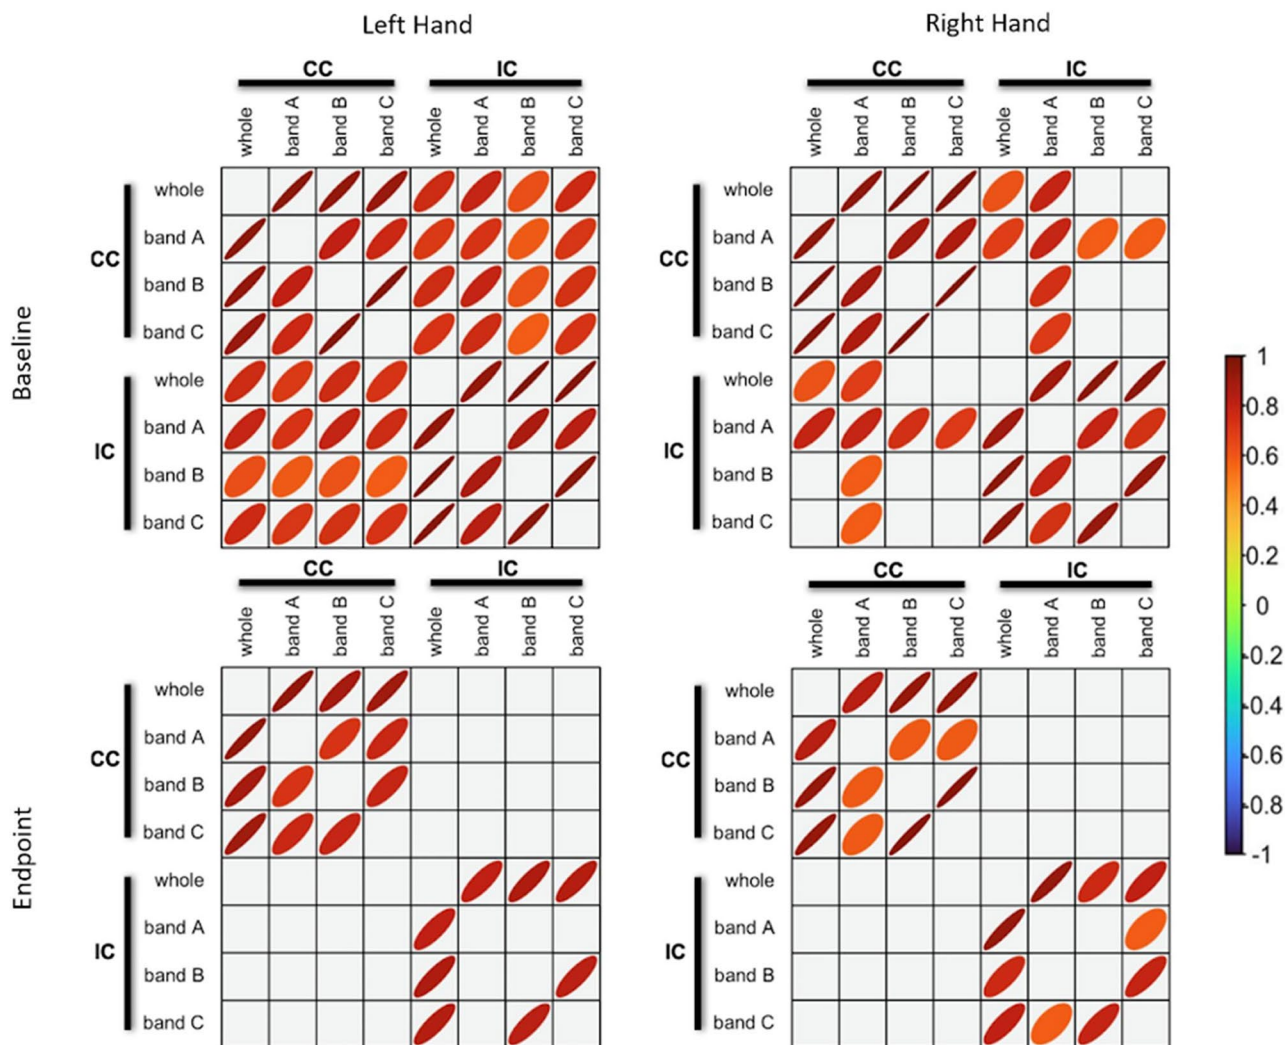 Left Hand
Right Hand
CC IC
CC IC
whole band A band B band C whole band A band B band C
whole band A band B band C whole band A band B band C
Baseline
CC
whole
band A
band B
band C
IC
whole
band A
band B
band C
CC
whole
band A
band B
band C
IC
whole
band A
band B
band C
1
0.8
0.6
0.4
0.2
0
-0.2
-0.4
-0.6
-0.8
-1
CC IC
CC IC
whole band A band B band C whole band A band B band C
whole band A band B band C whole band A band B band C
Endpoint
CC
whole
band A
band B
band C
IC
whole
band A
band B
band C
CC
whole
band A
band B
band C
IC
whole
band A
band B
band C